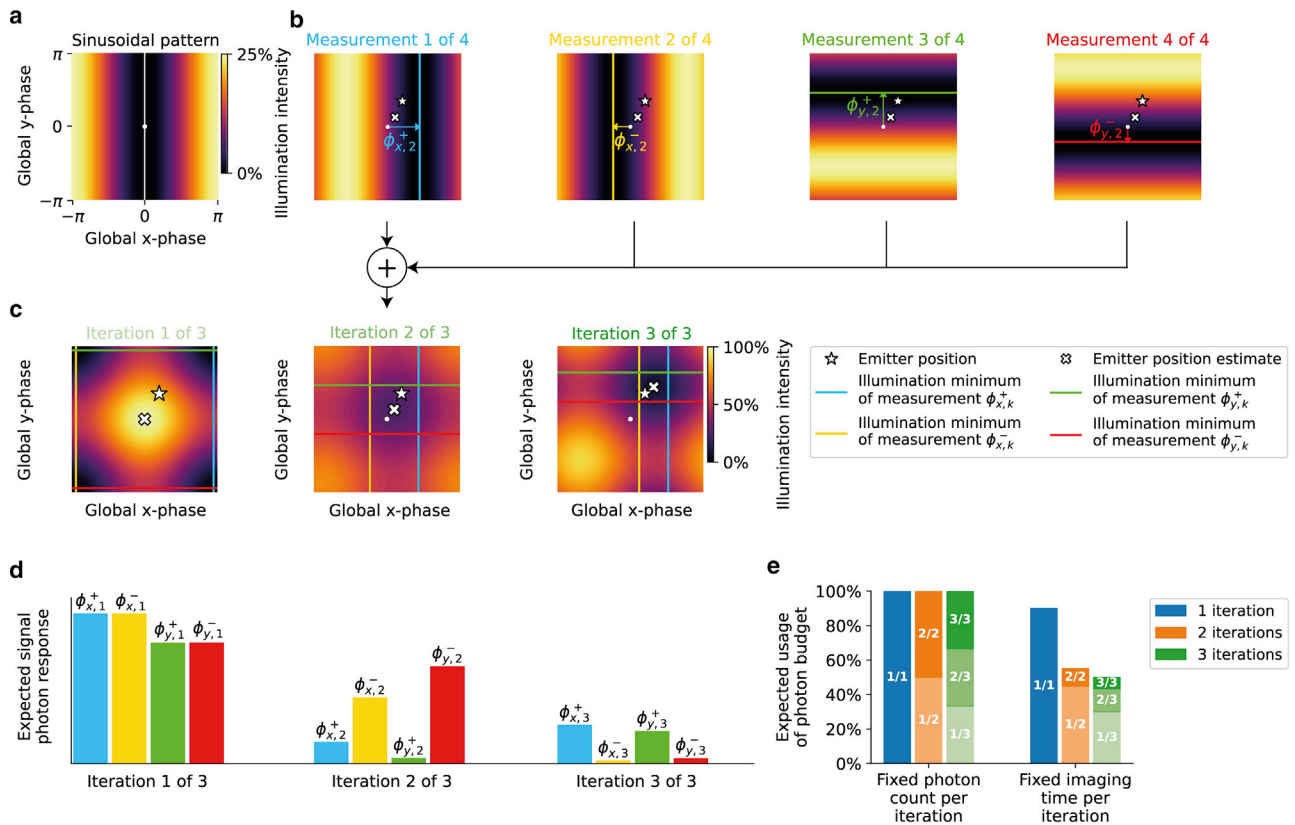 a
Sinusoidal pattern
π
0
−π
Global y-phase
−π
0
π
Global x-phase
25%
0%
Illumination intensity
b
Measurement 1 of 4
ϕ⁺x,2
Measurement 2 of 4
ϕ⁻x,2
Measurement 3 of 4
ϕ⁺y,2
Measurement 4 of 4
ϕ⁻y,2
+
c
Iteration 1 of 3
Global y-phase
Global x-phase
Iteration 2 of 3
Global y-phase
Global x-phase
Iteration 3 of 3
Global y-phase
Global x-phase
100%
50%
0%
Illumination intensity
Emitter position
Illumination minimum
of measurement ϕ⁺x,k
Illumination minimum
of measurement ϕ⁻x,k
Emitter position estimate
Illumination minimum
of measurement ϕ⁺y,k
Illumination minimum
of measurement ϕ⁻y,k
d
Expected signal
photon response
ϕ⁺x,1
ϕ⁻x,1
ϕ⁺y,1
ϕ⁻y,1
Iteration 1 of 3
ϕ⁺x,2
ϕ⁻x,2
ϕ⁺y,2
ϕ⁻y,2
Iteration 2 of 3
ϕ⁺x,3
ϕ⁻x,3
ϕ⁺y,3
ϕ⁻y,3
Iteration 3 of 3
e
Expected usage
of photon budget
100%
80%
60%
40%
20%
0%
1/1
2/2
1/2
3/3
2/3
1/3
Fixed photon
count per
iteration
1/1
2/2
1/2
3/3
2/3
1/3
Fixed imaging
time per
iteration
1 iteration
2 iterations
3 iterations